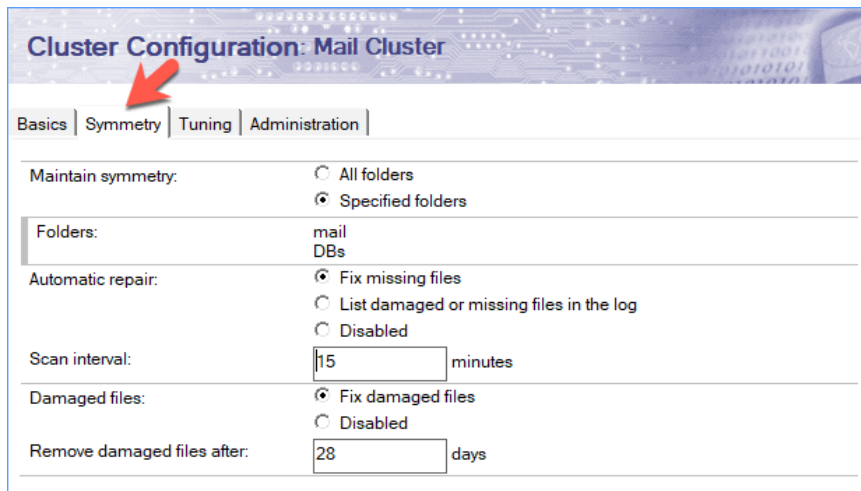 Cluster Configuration: Mail Cluster
Basics Symmetry Tuning Administration
Maintain symmetry: All folders
Specified folders
Folders: mail
DBs
Automatic repair: Fix missing files
List damaged or missing files in the log
Disabled
Scan interval: 15 minutes
Damaged files: Fix damaged files
Disabled
Remove damaged files after: 28 days